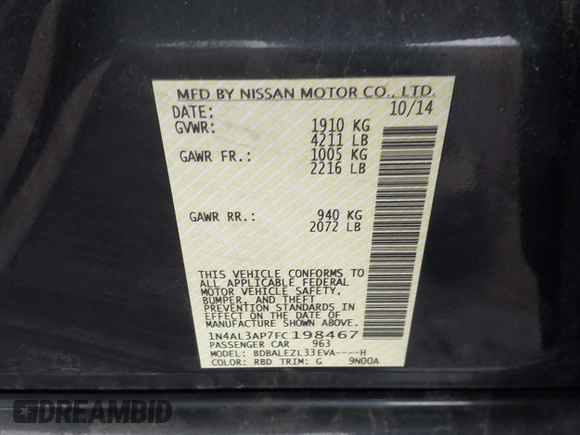 MFD BY NISSAN MOTOR CO., LTD.
DATE: 10/14
GVWR: 1910 KG
4211 LB
GAWR FR.: 1005 KG
2216 LB
GAWR RR.: 940 KG
2072 LB
THIS VEHICLE CONFORMS TO
ALL APPLICABLE FEDERAL
MOTOR VEHICLE SAFETY,
BUMPER, AND THEFT
PREVENTION STANDARDS IN
EFFECT ON THE DATE OF
MANUFACTURE SHOWN ABOVE.
1N4AL3AP7FC198467
PASSENGER CAR 963
MODEL: BDBALEZL33EVA----H
COLOR: RBD TRIM: G 9N00A
DREAMBID